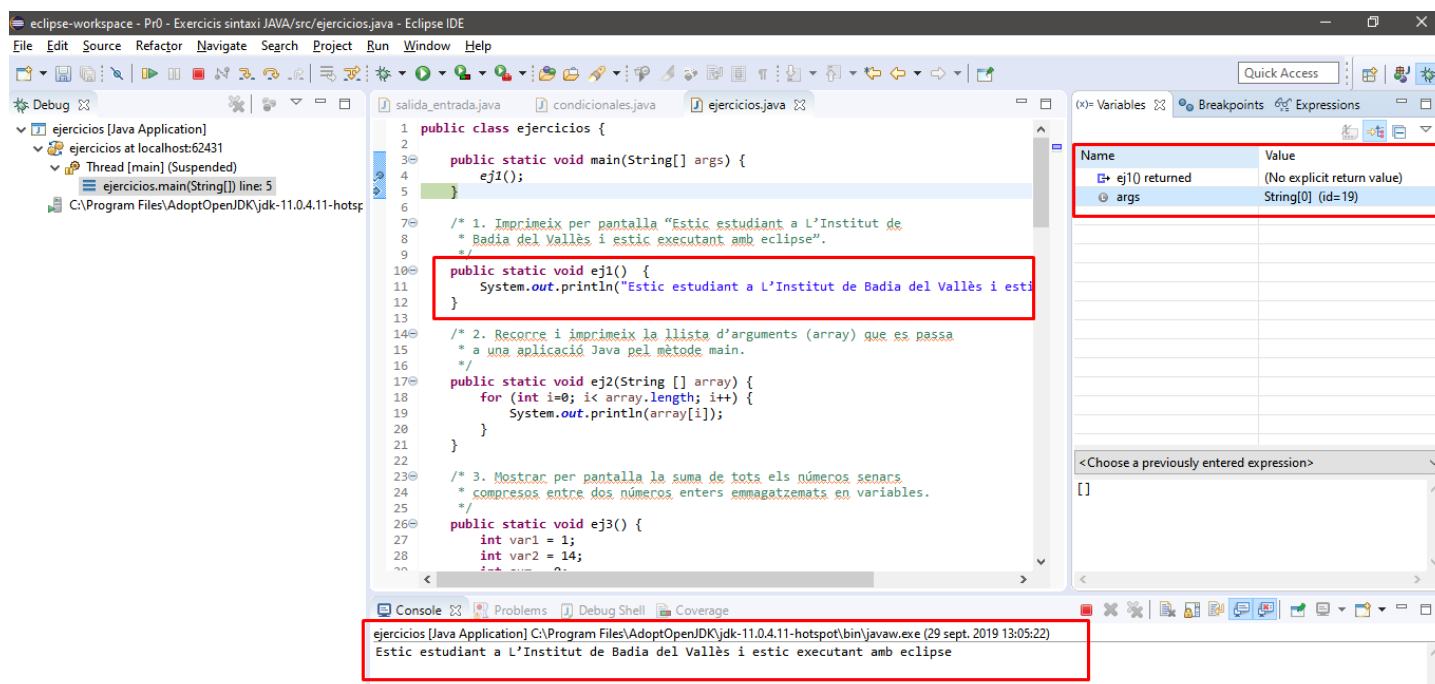 eclipse-workspace - Pr0 - Exercicis sintaxi JAVA/src/ejercicios.java - Eclipse IDE
File Edit Source Refactor Navigate Search Project Run Window Help
Quick Access
Debug
ejercicios [Java Application]
ejercicios at localhost:62431
Thread [main] (Suspended)
ejercicios.main(String[]) line: 5
C:\Program Files\AdoptOpenJDK\jdk-11.0.4.11-hotsp
salida_entrada.java condicionales.java ejercicios.java
1 public class ejercicios {
2
3 public static void main(String[] args) {
4 ej1();
5 }
6
7 /* 1. Imprimeix per pantalla “Estic estudiant a L’Institut de
8 * Badia del Vallès i estic executant amb eclipse”.
9 */
10 public static void ej1() {
11 System.out.println("Estic estudiant a L’Institut de Badia del Vallès i esti
12 }
13
14 /* 2. Recorre i imprimeix la llista d’arguments (array) que es passa
15 * a una aplicació Java pel mètode main.
16 */
17 public static void ej2(String [] array) {
18 for (int i=0; i< array.length; i++) {
19 System.out.println(array[i]);
20 }
21 }
22
23 /* 3. Mostrar per pantalla la suma de tots els números senars
24 * compresos entre dos números enters emmagatzemats en variables.
25 */
26 public static void ej3() {
27 int var1 = 1;
28 int var2 = 14;
(x)= Variables Breakpoints Expressions
Name Value
ej1() returned (No explicit return value)
args String[0] (id=19)
<Choose a previously entered expression>
[]
Console Problems Debug Shell Coverage
ejercicios [Java Application] C:\Program Files\AdoptOpenJDK\jdk-11.0.4.11-hotspot\bin\javaw.exe (29 sept. 2019 13:05:22)
Estic estudiant a L’Institut de Badia del Vallès i estic executant amb eclipse